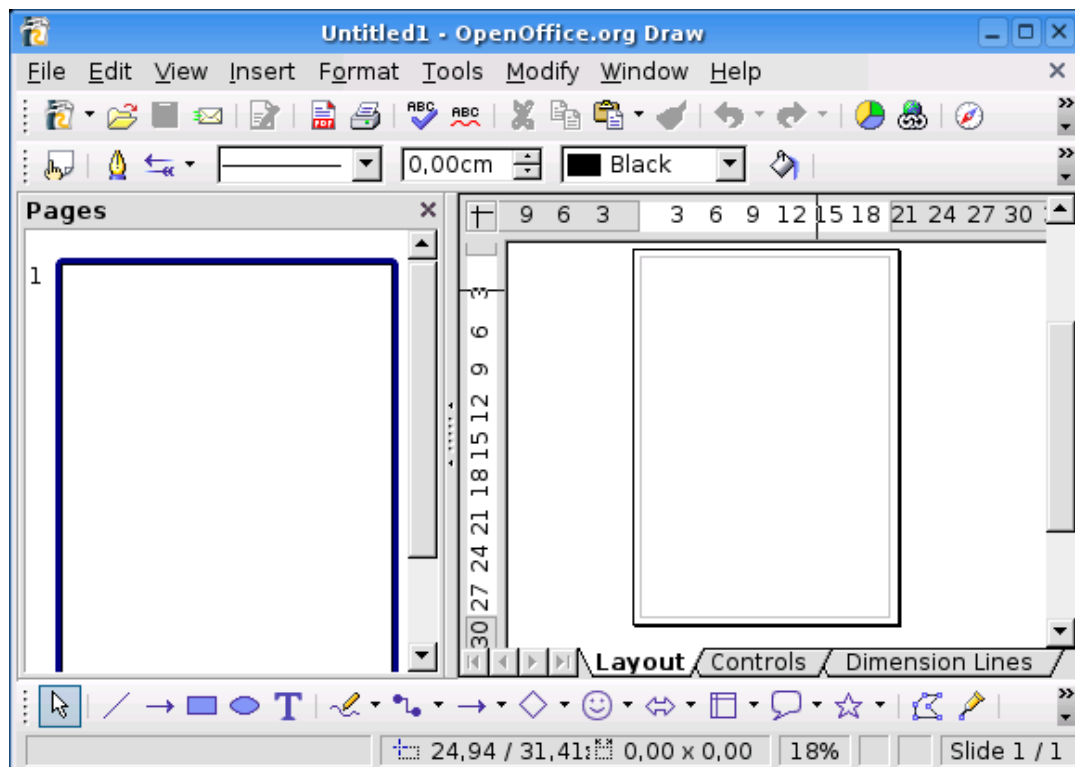 Untitled1 - OpenOffice.org Draw
File Edit View Insert Format Tools Modify Window Help
PDF ABC ABC
0,00cm Black
Pages
9 6 3 3 6 9 12 15 18 21 24 27 30
1
3
6
9
12
15
18
21
24
27
30
Layout Controls Dimension Lines
T
24,94 / 31,41 0,00 x 0,00 18% Slide 1 / 1